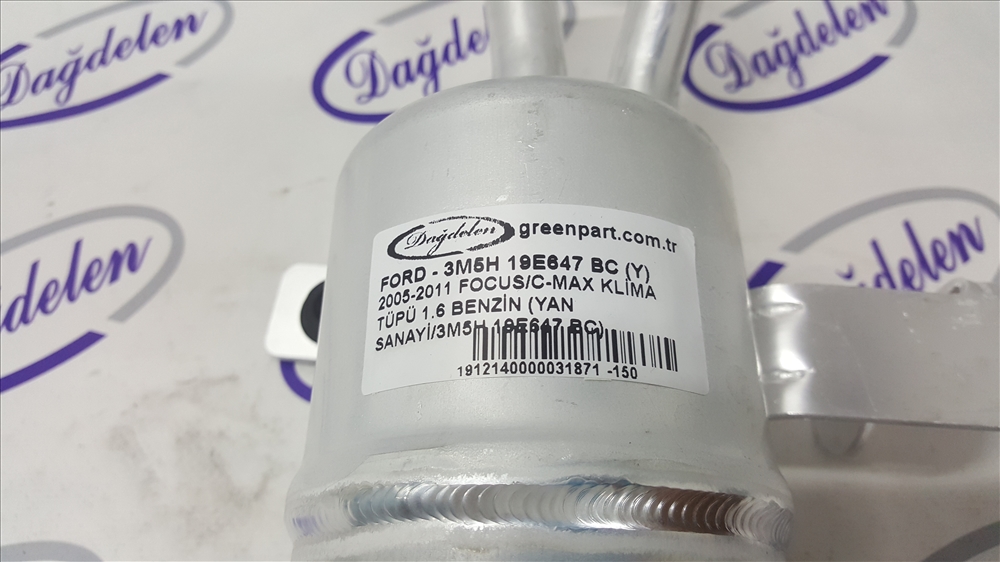 Dağdelen
Dağdelen
Dağdelen
Dağdelen greenpart.com.tr
FORD - 3M5H 19E647 BC (Y)
2005-2011 FOCUS/C-MAX KLİMA
TÜPÜ 1.6 BENZİN (YAN
SANAYİ/3M5H 19E647 BC)
1912140000031871 -150
Dağdelen
Dağdelen